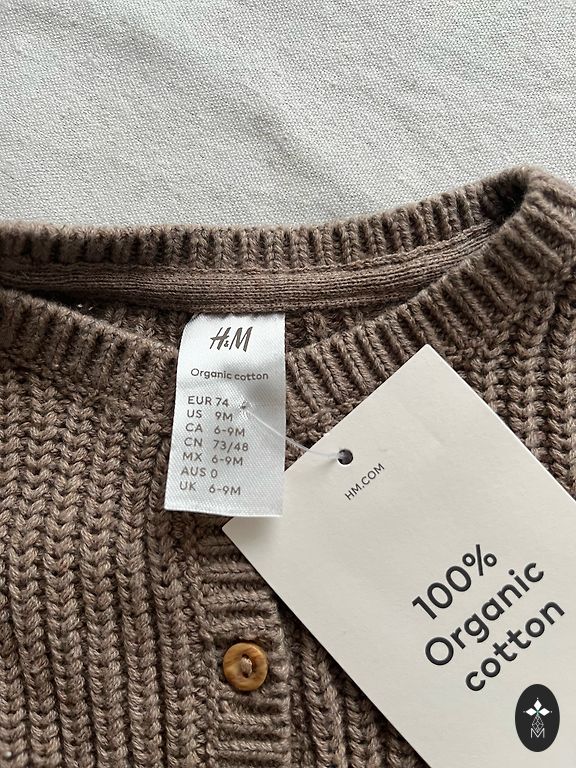 H&M
Organic cotton
EUR 74
US 9M
CA 6-9M
CN 73/48
MX 6-9M
AUS 0
UK 6-9M
HM.COM
100%
Organic
cotton
M